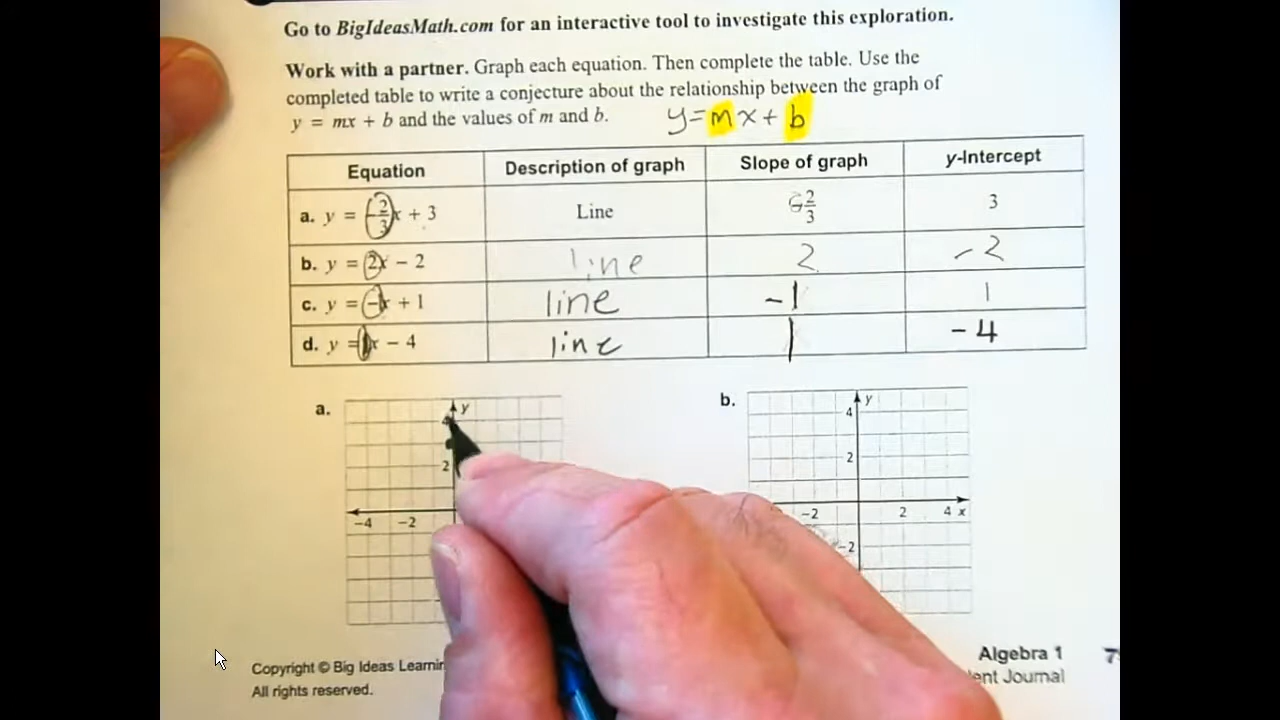 Go to BigIdeasMath.com for an interactive tool to investigate this exploration.
Work with a partner. Graph each equation. Then complete the table. Use the
completed table to write a conjecture about the relationship between the graph of
y = mx + b and the values of m and b. y=mx+b
Equation Description of graph Slope of graph y-Intercept
a. y = -2/3x + 3 Line -2/3 3
b. y = 2x - 2 line 2 -2
c. y = -x + 1 line -1 1
d. y = x - 4 line 1 -4
a. b.
y y
4 4
2 2
-4 -2 -2 2 4 x
-2
Copyright © Big Ideas
All rights reserved.
Algebra 1
Journal